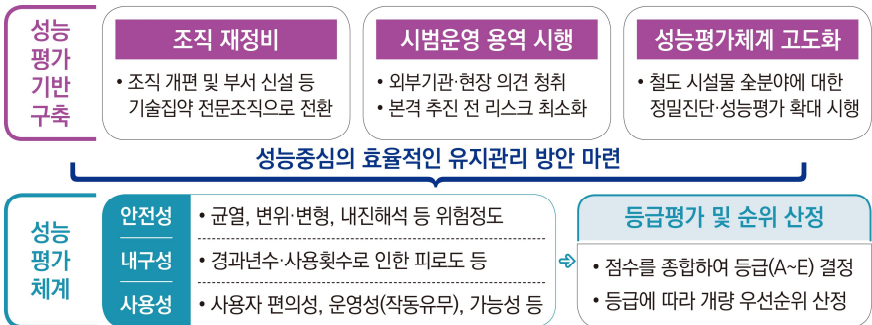 성능
평가
기반
구축
조직 재정비
• 조직 개편 및 부서 신설 등
기술집약 전문조직으로 전환
시범운영 용역 시행
• 외부기관·현장 의견 청취
• 본격 추진 전 리스크 최소화
성능평가체계 고도화
• 철도 시설물 全분야에 대한
정밀진단·성능평가 확대 시행
성능중심의 효율적인 유지관리 방안 마련
성능
평가
체계
안전성
• 균열, 변위·변형, 내진해석 등 위험정도
내구성
• 경과년수·사용횟수로 인한 피로도 등
사용성
• 사용자 편의성, 운영성(작동유무), 가능성 등
등급평가 및 순위 산정
• 점수를 종합하여 등급(A~E) 결정
• 등급에 따라 개량 우선순위 산정